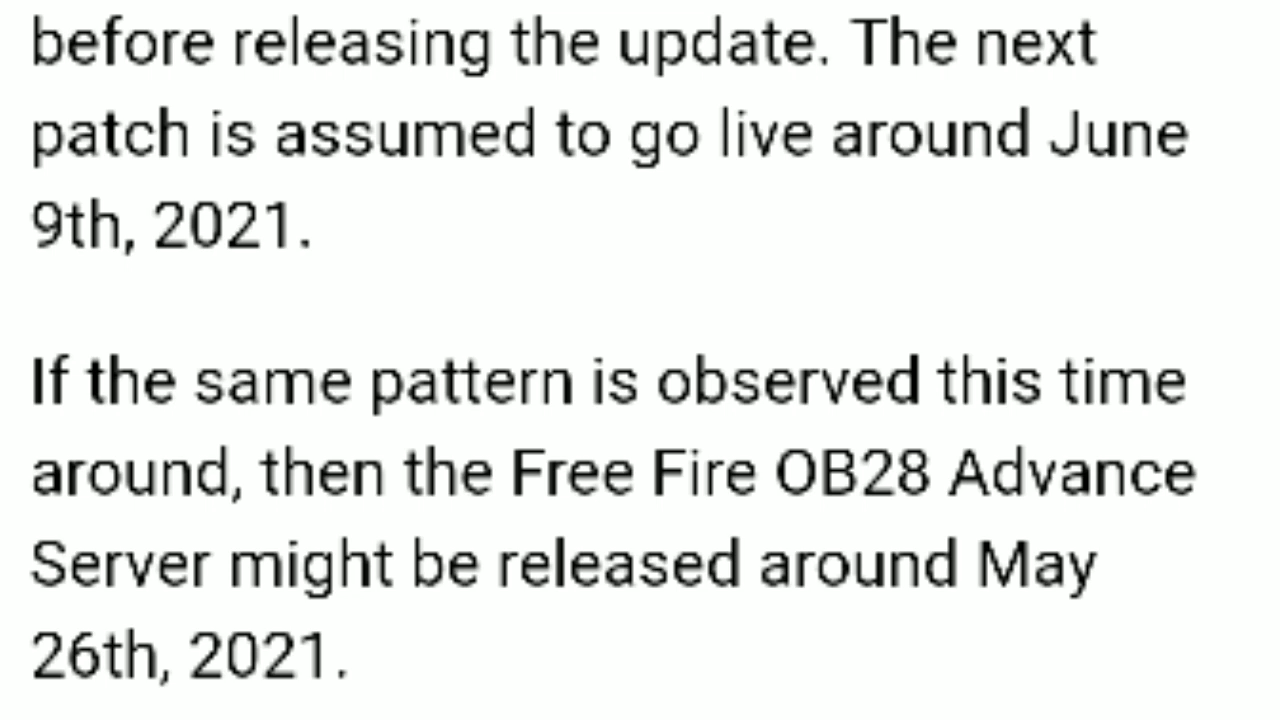 before releasing the update. The next
patch is assumed to go live around June
9th, 2021.
If the same pattern is observed this time
around, then the Free Fire OB28 Advance
Server might be released around May
26th, 2021.